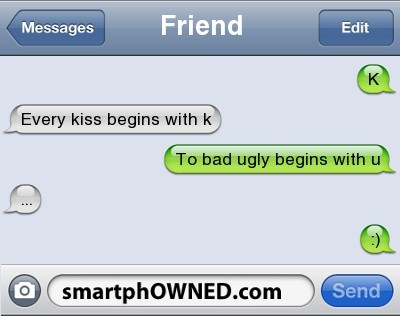 Messages
Friend
Edit
K
Every kiss begins with k
To bad ugly begins with u
...
:)
smartphOWNED.com
Send